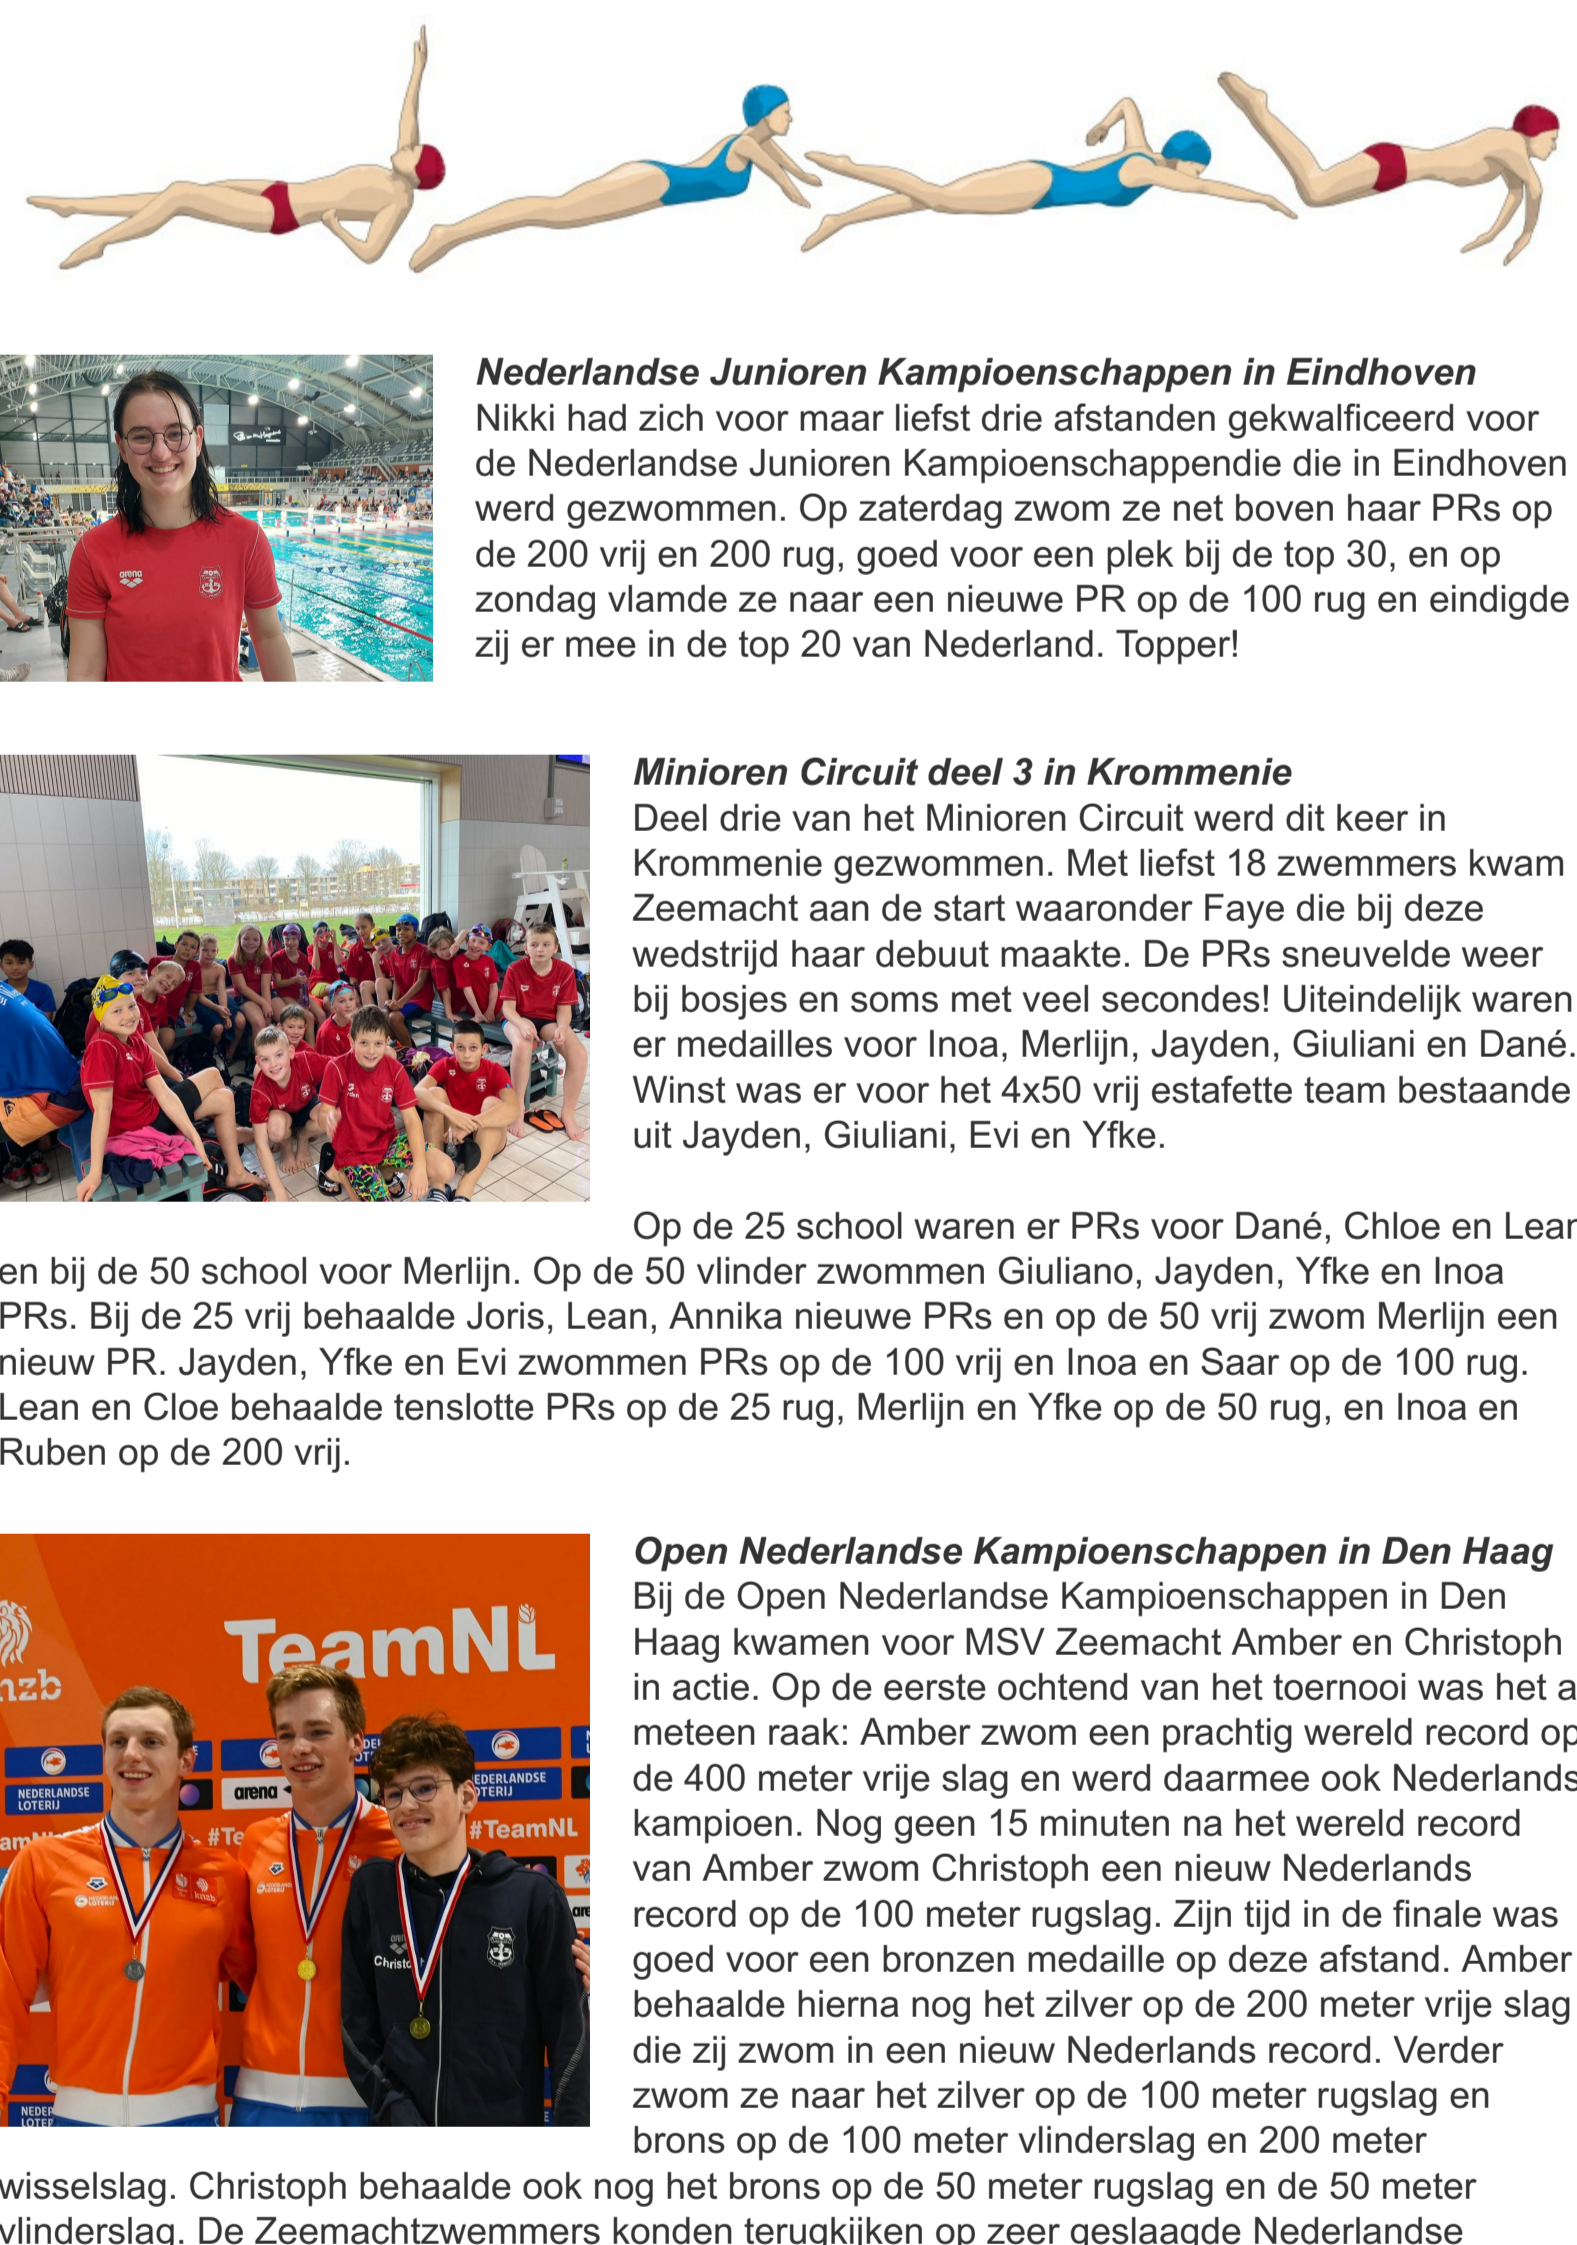 Nederlandse Junioren Kampioenschappen in Eindhoven
Nikki had zich voor maar liefst drie afstanden gekwalficeerd voor
de Nederlandse Junioren Kampioenschappendie die in Eindhoven
werd gezwommen. Op zaterdag zwom ze net boven haar PRs op
de 200 vrij en 200 rug, goed voor een plek bij de top 30, en op
zondag vlamde ze naar een nieuwe PR op de 100 rug en eindigde
zij er mee in de top 20 van Nederland. Topper!
arena
Minioren Circuit deel 3 in Krommenie
Deel drie van het Minioren Circuit werd dit keer in
Krommenie gezwommen. Met liefst 18 zwemmers kwam
Zeemacht aan de start waaronder Faye die bij deze
wedstrijd haar debuut maakte. De PRs sneuvelde weer
bij bosjes en soms met veel secondes! Uiteindelijk waren
er medailles voor Inoa, Merlijn, Jayden, Giuliani en Dané.
Winst was er voor het 4x50 vrij estafette team bestaande
uit Jayden, Giuliani, Evi en Yfke.
Op de 25 school waren er PRs voor Dané, Chloe en Lean
en bij de 50 school voor Merlijn. Op de 50 vlinder zwommen Giuliano, Jayden, Yfke en Inoa
PRs. Bij de 25 vrij behaalde Joris, Lean, Annika nieuwe PRs en op de 50 vrij zwom Merlijn een
nieuw PR. Jayden, Yfke en Evi zwommen PRs op de 100 vrij en Inoa en Saar op de 100 rug.
Lean en Cloe behaalde tenslotte PRs op de 25 rug, Merlijn en Yfke op de 50 rug, en Inoa en
Ruben op de 200 vrij.
TeamNL
nzb
NEDERLANDSE
LOTERIJ
arena
EDERLANDSE
OTERIJ
#TeamNL
#Te
knzb
Christo
Open Nederlandse Kampioenschappen in Den Haag
Bij de Open Nederlandse Kampioenschappen in Den
Haag kwamen voor MSV Zeemacht Amber en Christoph
in actie. Op de eerste ochtend van het toernooi was het a
meteen raak: Amber zwom een prachtig wereld record op
de 400 meter vrije slag en werd daarmee ook Nederlands
kampioen. Nog geen 15 minuten na het wereld record
van Amber zwom Christoph een nieuw Nederlands
record op de 100 meter rugslag. Zijn tijd in de finale was
goed voor een bronzen medaille op deze afstand. Amber
behaalde hierna nog het zilver op de 200 meter vrije slag
die zij zwom in een nieuw Nederlands record. Verder
zwom ze naar het zilver op de 100 meter rugslag en
brons op de 100 meter vlinderslag en 200 meter
wisselslag. Christoph behaalde ook nog het brons op de 50 meter rugslag en de 50 meter
vlinderslag. De Zeemachtzwemmers konden terugkijken op zeer geslaagde Nederlandse